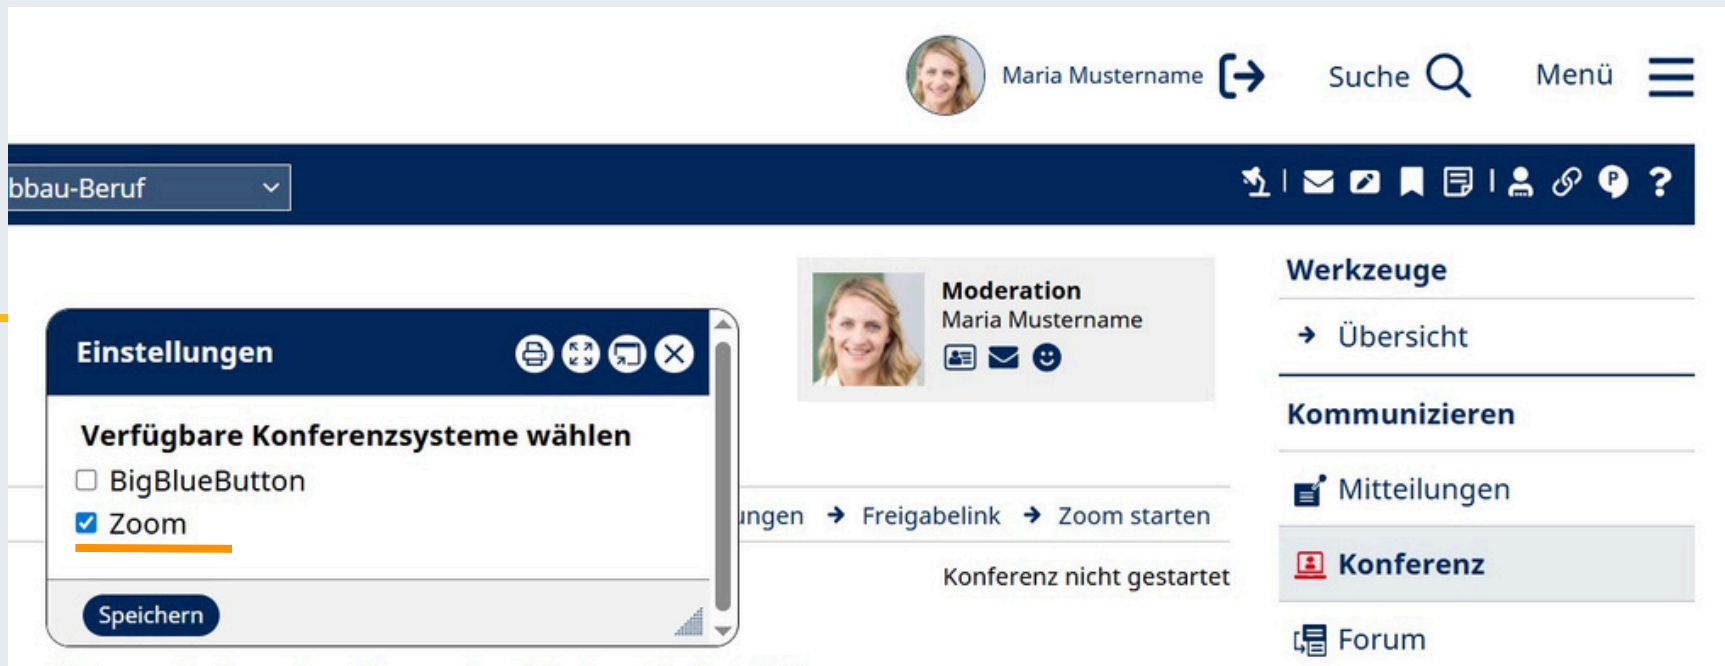 Maria Mustername
Suche
Menü
bbau-Beruf
P
?
Moderation
Maria Mustername
Einstellungen
Verfügbare Konferenzsysteme wählen
BigBlueButton
Zoom
Speichern
ungen → Freigabelink → Zoom starten
Konferenz nicht gestartet
Werkzeuge
→ Übersicht
Kommunizieren
Mitteilungen
Konferenz
Forum